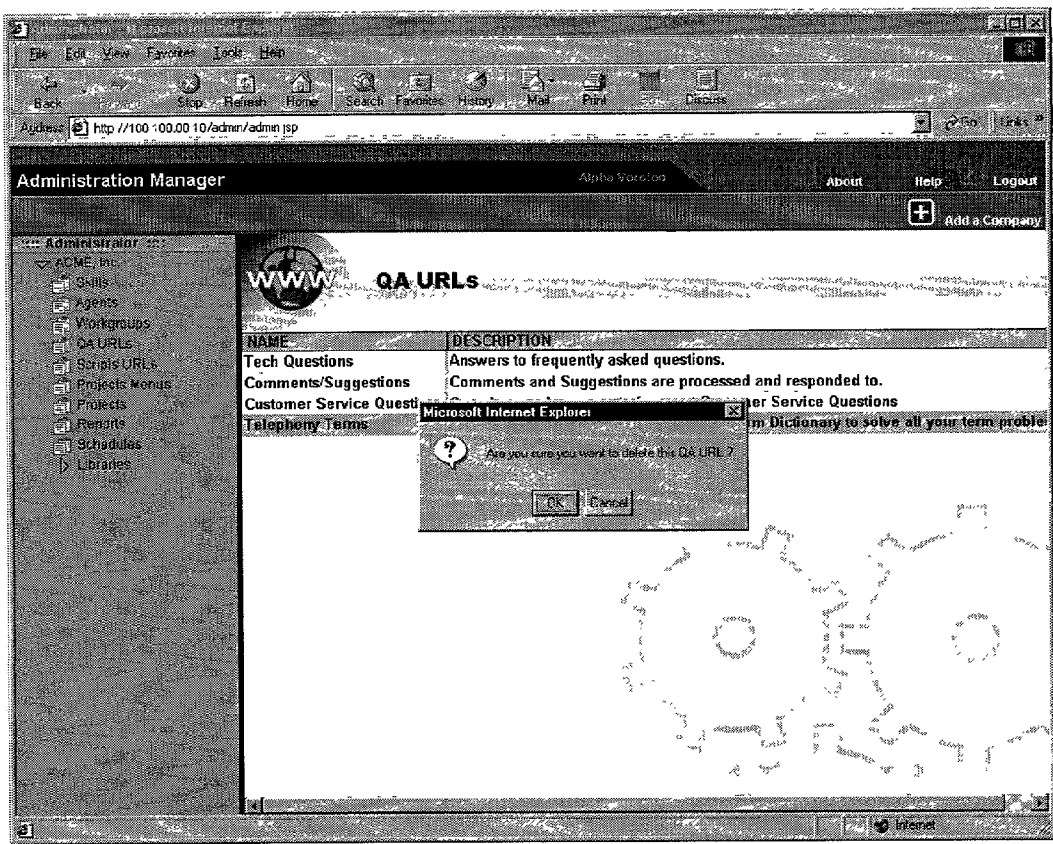 File Edit View Favorites Tools Help
Back Stop Refresh Home Search Favorites History Mail Print Discuss
Address http //100 100.00 10/admin/admin jsp Go Links »
Administration Manager Alpha Version About Help Logout
Add a Company
:::: Administrator ::::
ACME, Inc.
Skills
Agents
Workgroups
QA URLs
Scripts URLs
Projects Menus
Projects
Reports
Schedules
Libraries
WWW QA URLs
NAME DESCRIPTION
Tech Questions Answers to frequently asked questions.
Comments/Suggestions Comments and Suggestions are processed and responded to.
Customer Service Questi er Service Questions
Telephony Terms m Dictionary to solve all your term proble
Microsoft Internet Explorer
Are you sure you want to delete this QA URL ?
OK Cancel
Internet